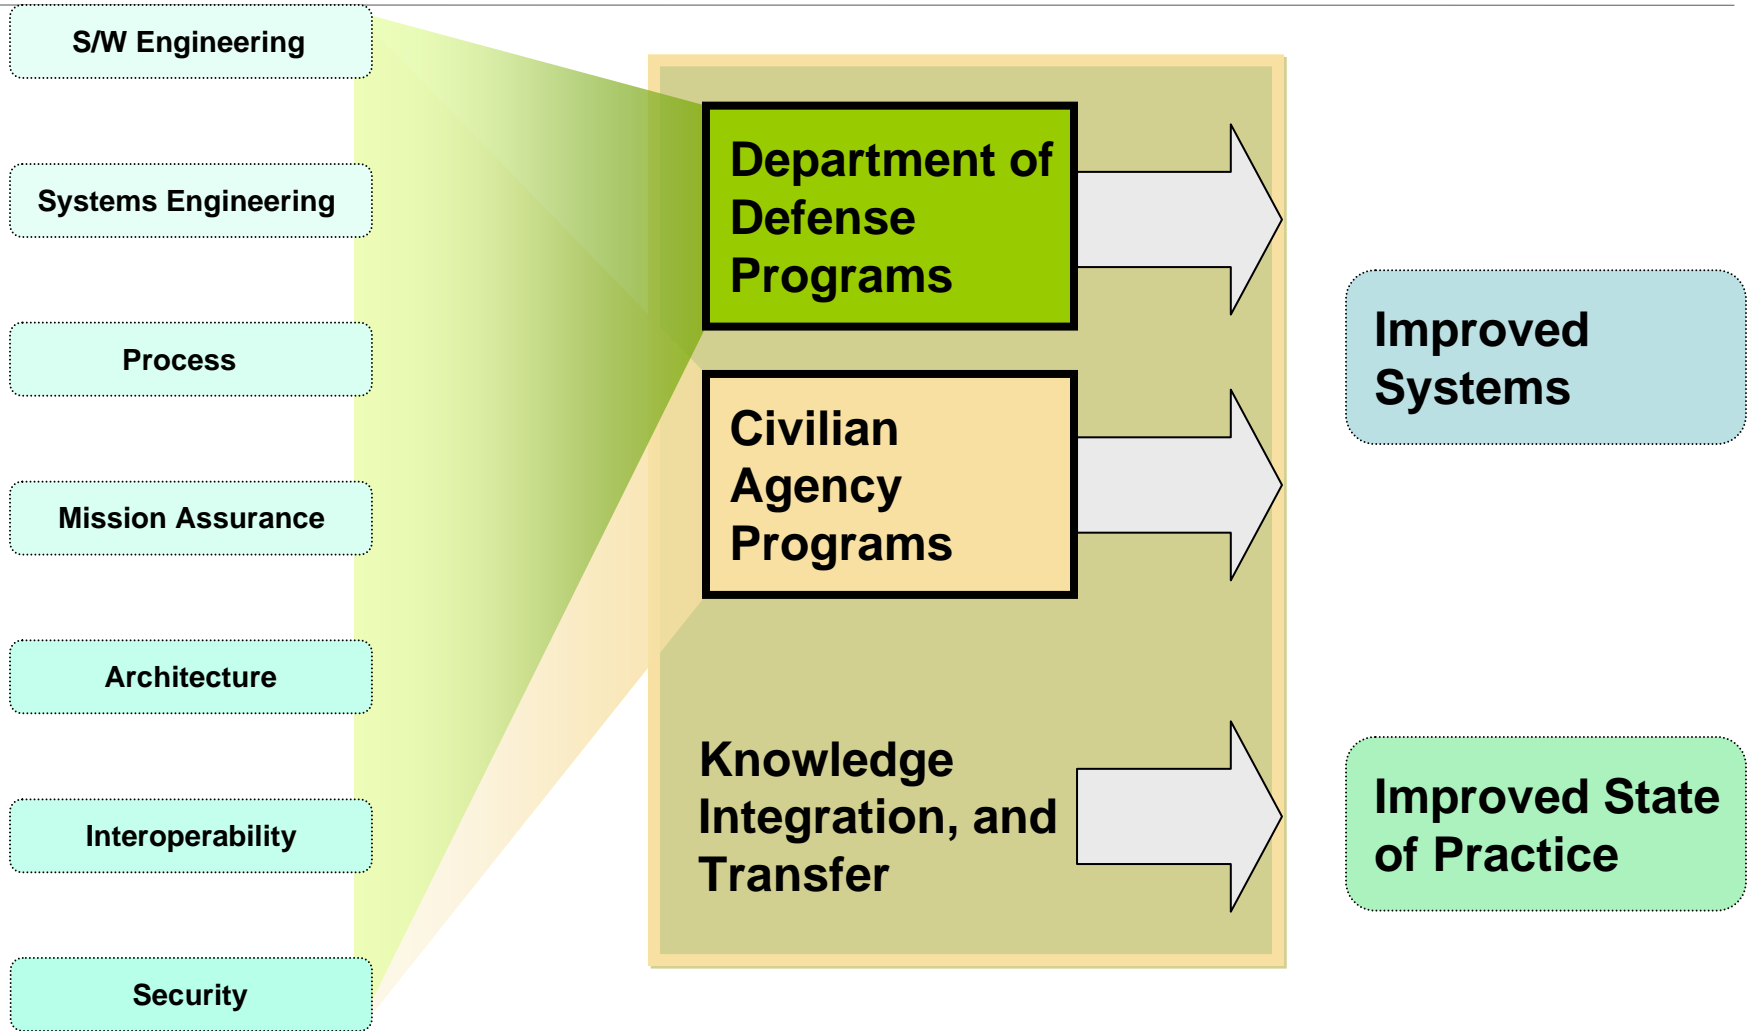 S/W Engineering
Systems Engineering
Process
Mission Assurance
Architecture
Interoperability
Security
Department of
Defense
Programs
Civilian
Agency
Programs
Knowledge
Integration, and
Transfer
Improved
Systems
Improved State
of Practice